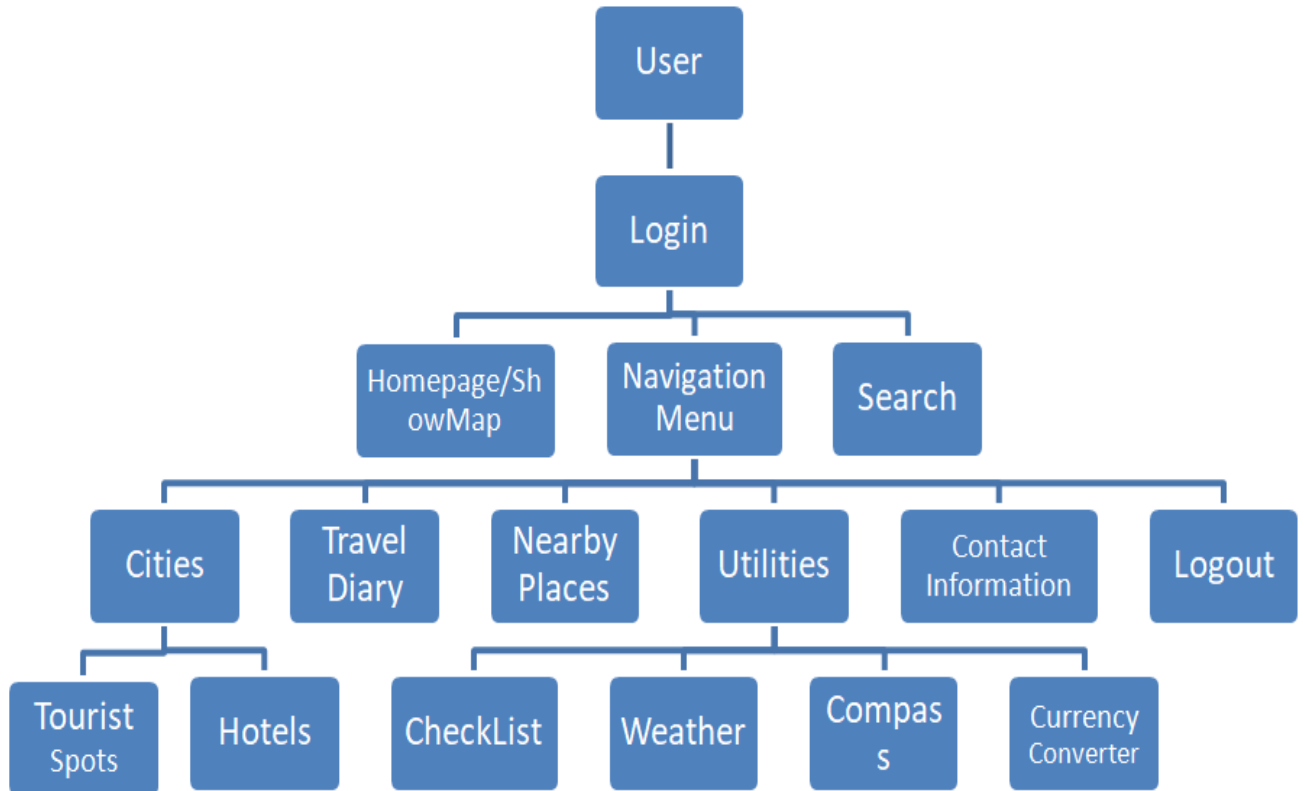 User
Login
Homepage/Sh
owMap
Navigation
Menu
Search
Cities
Travel
Diary
Nearby
Places
Utilities
Contact
Information
Logout
Tourist
Spots
Hotels
CheckList
Weather
Compas
s
Currency
Converter